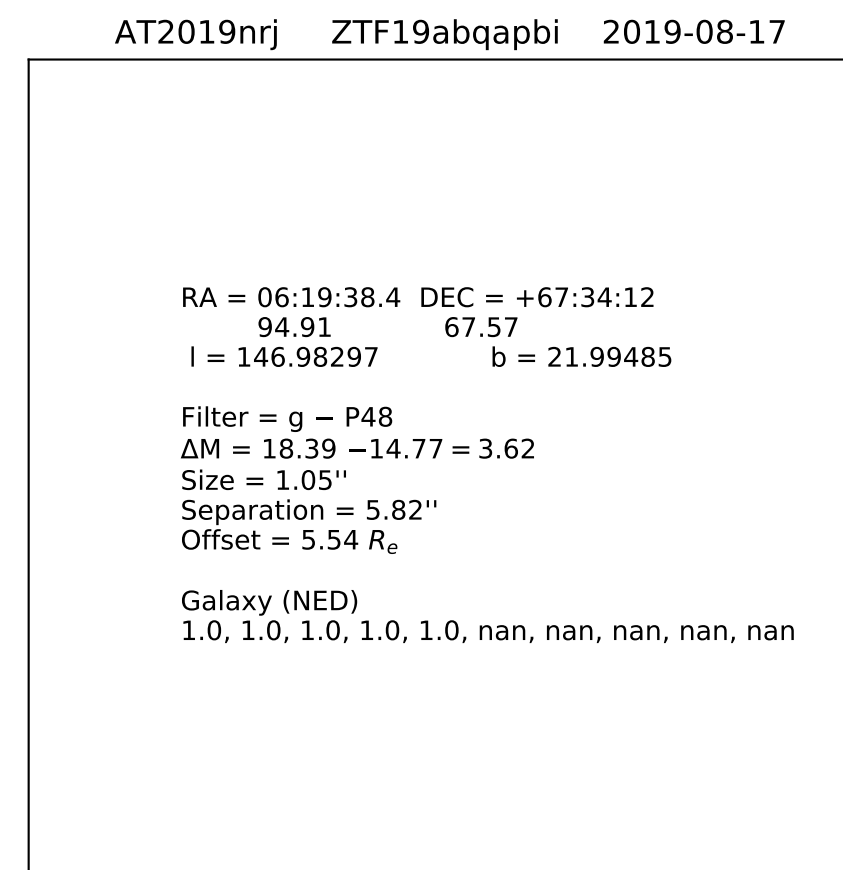 AT2019nrj ZTF19abqapbi 2019-08-17
RA = 06:19:38.4 DEC = +67:34:12
94.91 67.57
l = 146.98297 b = 21.99485
Filter = g − P48
ΔM = 18.39 −14.77 = 3.62
Size = 1.05''
Separation = 5.82''
Offset = 5.54 Re
Galaxy (NED)
1.0, 1.0, 1.0, 1.0, 1.0, nan, nan, nan, nan, nan